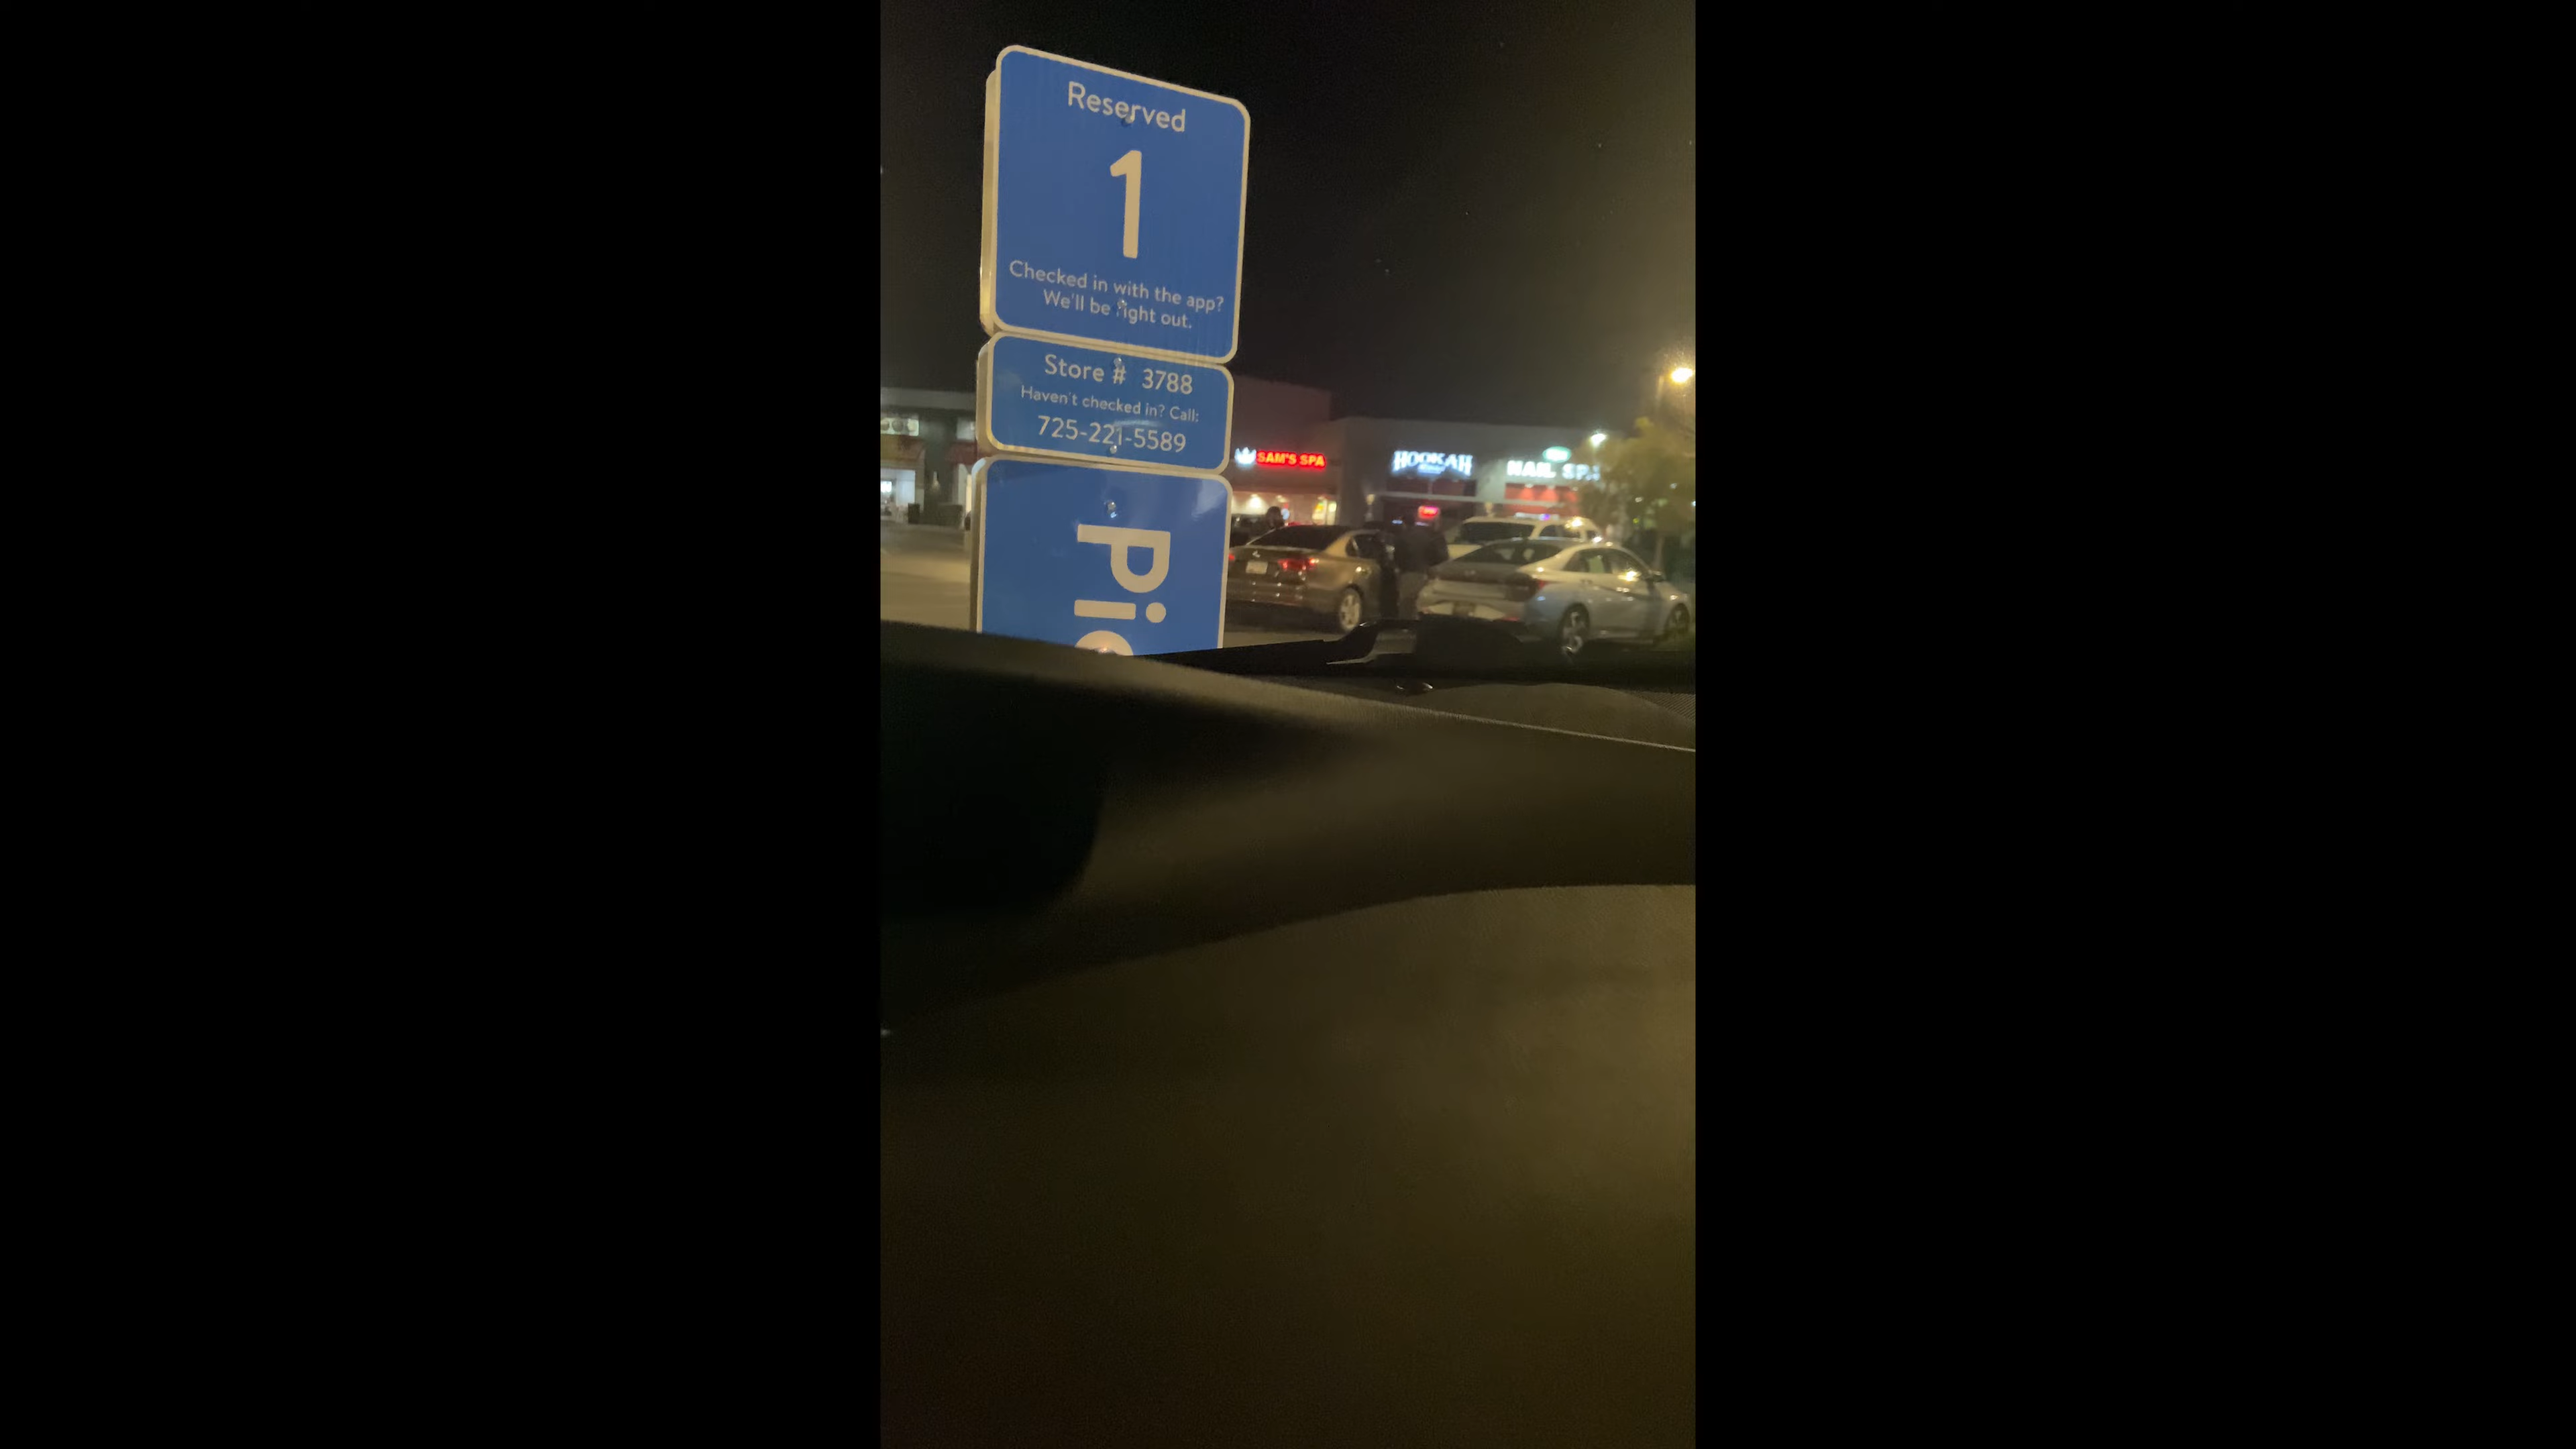 Reserved
1
Checked in with the app?
We'll be right out.
Store # 3788
Haven't checked in? Call:
725-221-5589
Pic
SAM'S SPA
HOOKAH
NAIL SPA